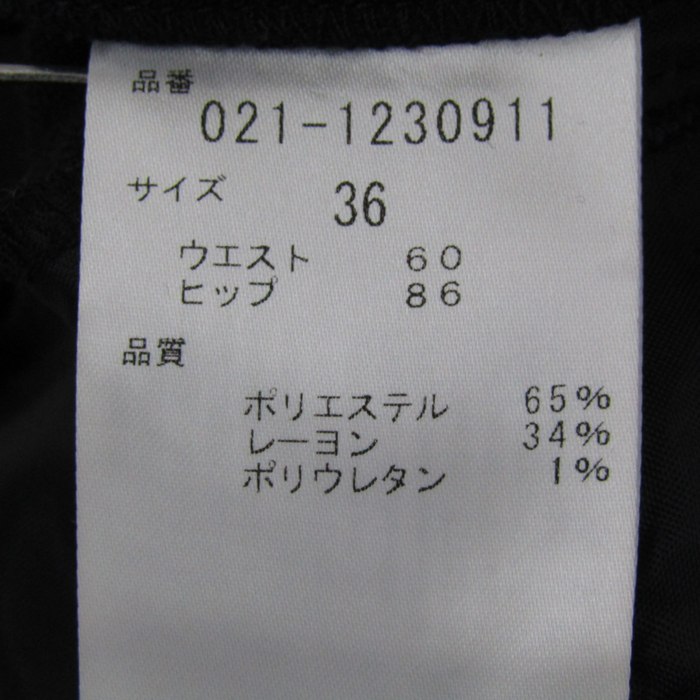 品番
021-1230911
サイズ 36
ウエスト 60
ヒップ 86
品質
ポリエステル 65%
レーヨン 34%
ポリウレタン 1%